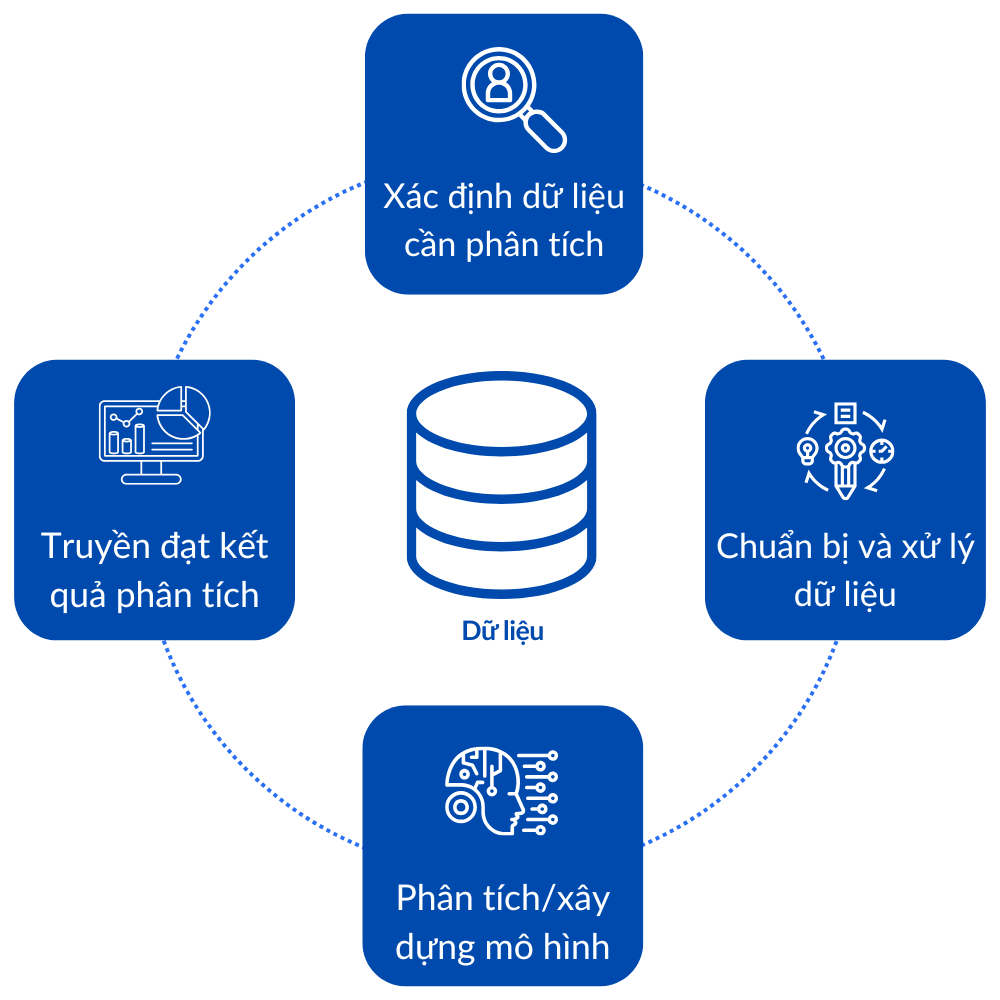 Xác định dữ liệu
cần phân tích
Truyền đạt kết
quả phân tích
Dữ liệu
Chuẩn bị và xử lý
dữ liệu
Phân tích/xây
dựng mô hình